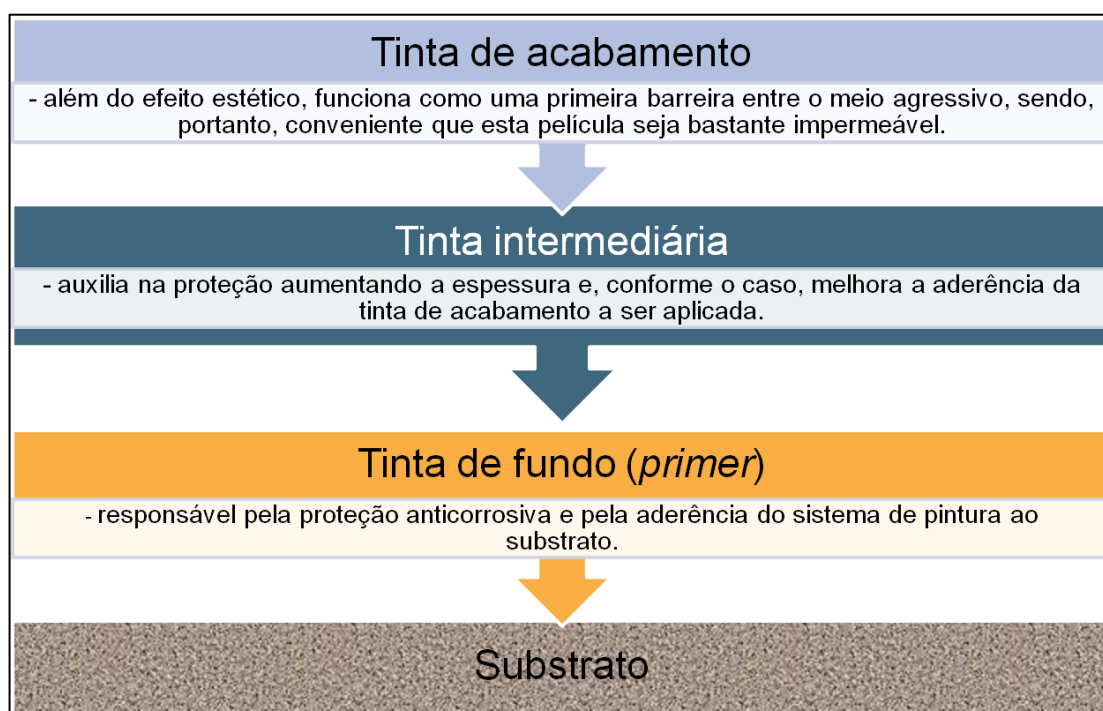 Tinta de acabamento
- além do efeito estético, funciona como uma primeira barreira entre o meio agressivo, sendo,
portanto, conveniente que esta película seja bastante impermeável.
Tinta intermediária
- auxilia na proteção aumentando a espessura e, conforme o caso, melhora a aderência da
tinta de acabamento a ser aplicada.
Tinta de fundo (primer)
- responsável pela proteção anticorrosiva e pela aderência do sistema de pintura ao
substrato.
Substrato